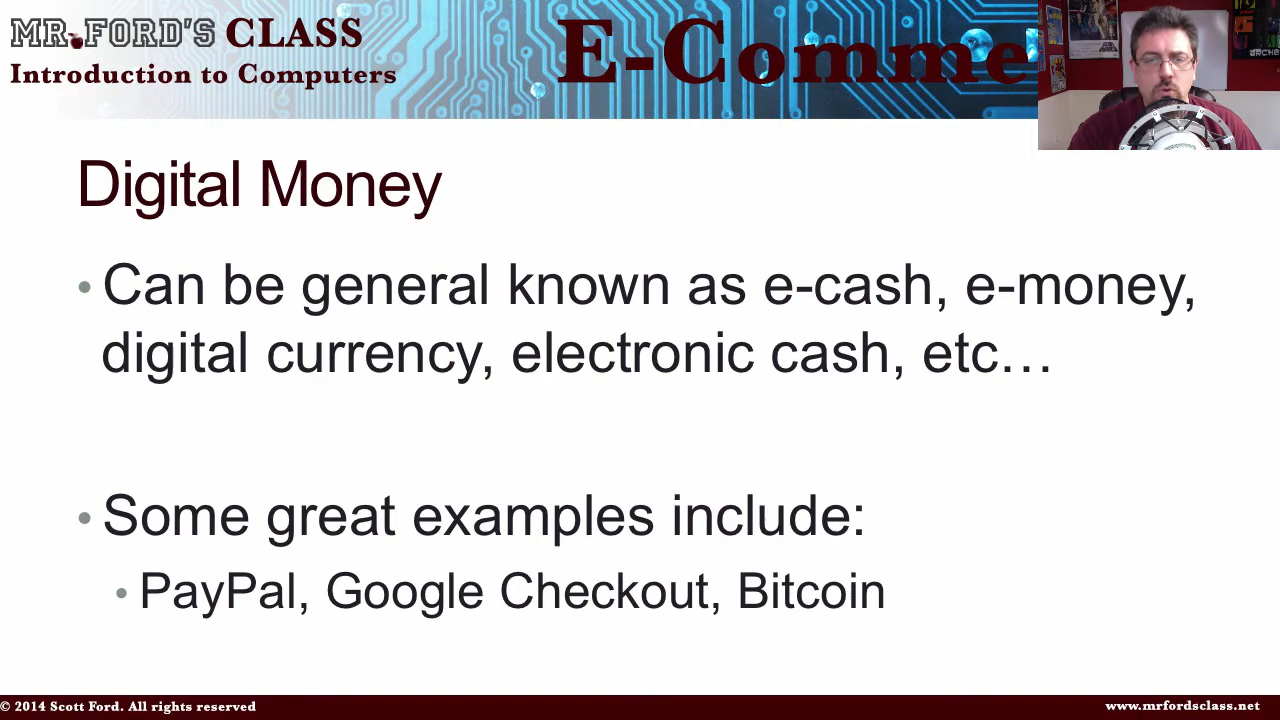 MR. FORD'S CLASS
Introduction to Computers
E-Comme
Digital Money
• Can be general known as e-cash, e-money,
digital currency, electronic cash, etc…
• Some great examples include:
• PayPal, Google Checkout, Bitcoin
© 2014 Scott Ford. All rights reserved
www.mrfordsclass.net